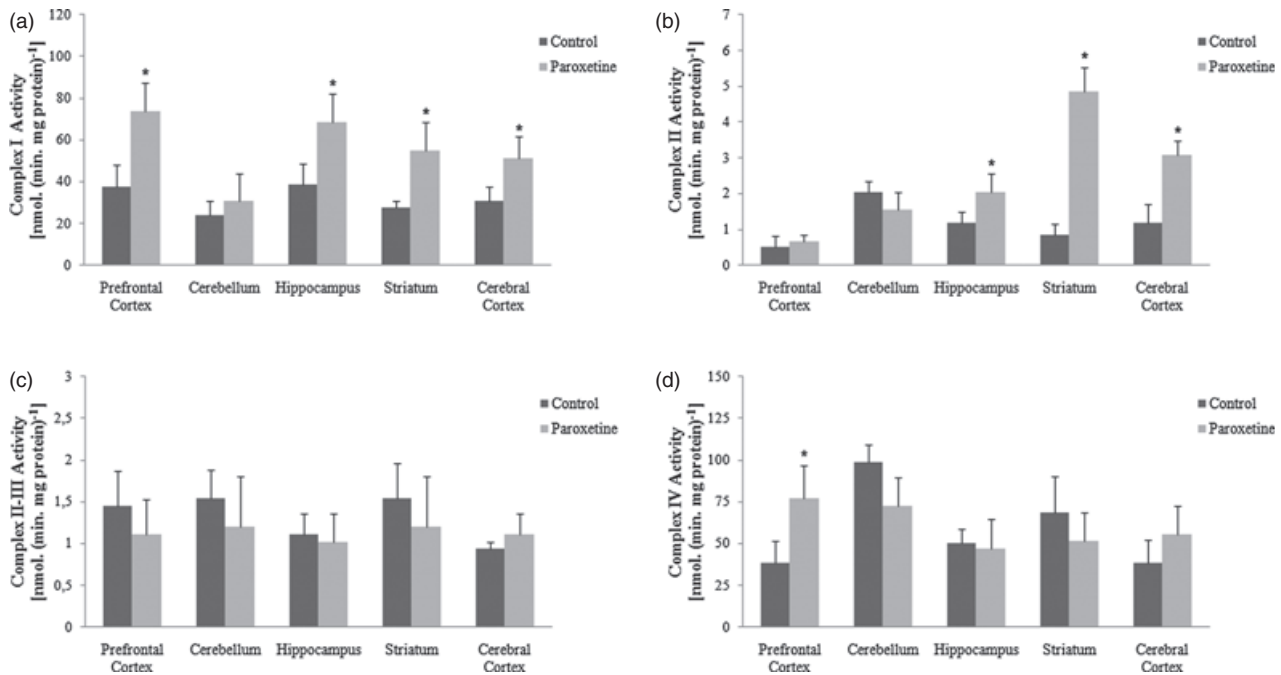 (a)
Complex I Activity
[nmol. (min. mg protein)-1]
120
100
80
60
40
20
0
Control
Paroxetine
*
*
*
*
Prefrontal
Cortex
Cerebellum
Hippocampus
Striatum
Cerebral
Cortex
(b)
Complex II Activity
[nmol. (min. mg protein)-1]
7
6
5
4
3
2
1
0
Control
Paroxetine
*
*
*
Prefrontal
Cortex
Cerebellum
Hippocampus
Striatum
Cerebral
Cortex
(c)
Complex II-III Activity
[nmol. (min. mg protein)-1]
3
2,5
2
1,5
1
0,5
0
Control
Paroxetine
Prefrontal
Cortex
Cerebellum
Hippocampus
Striatum
Cerebral
Cortex
(d)
Complex IV Activity
[nmol. (min. mg protein)-1]
150
125
100
75
50
25
0
Control
Paroxetine
*
Prefrontal
Cortex
Cerebellum
Hippocampus
Striatum
Cerebral
Cortex